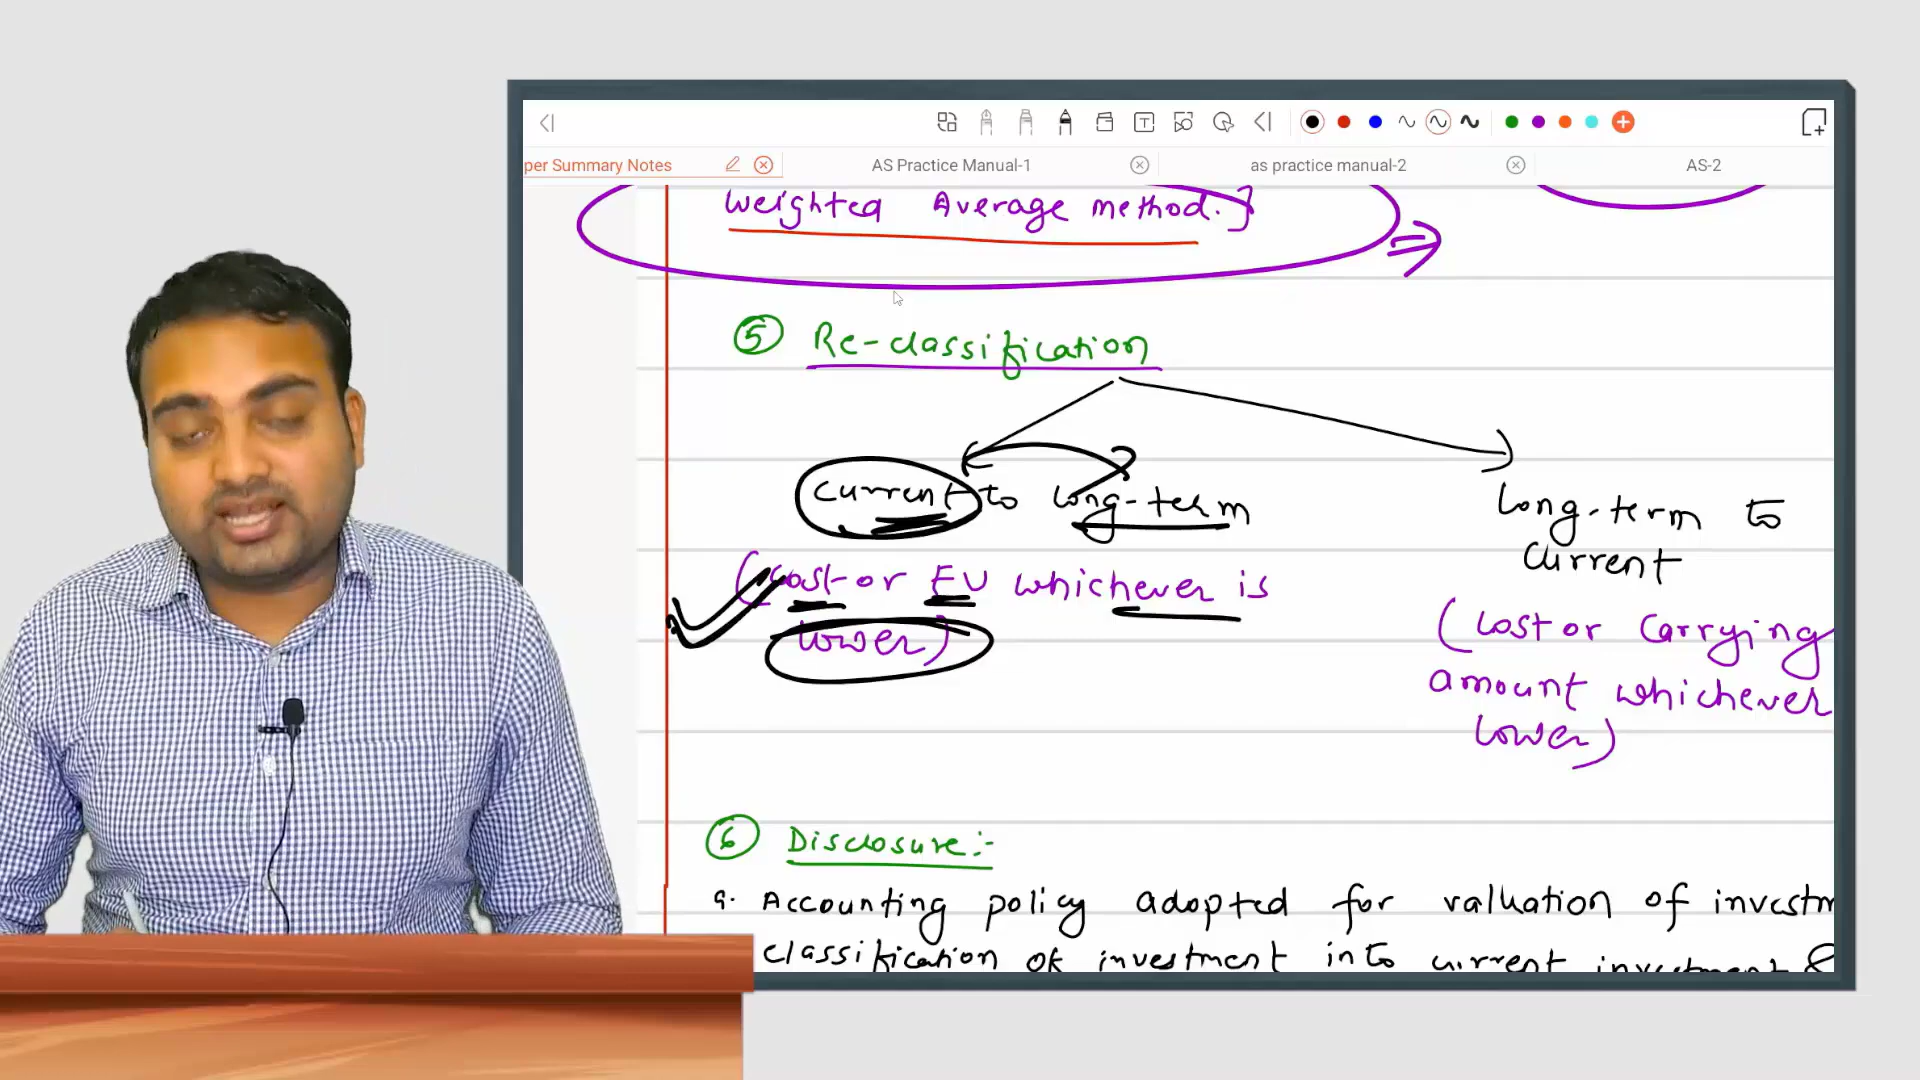 per Summary Notes
AS Practice Manual-1
as practice manual-2
AS-2
Weighted Average method.]
⑤ Re-classification
Current to long-term
(Cost or FV whichever is
lower)
Long-term to
Current
(Cost or Carrying
amount whichever
lower)
⑥ Disclosure:-
a. Accounting policy adopted for valuation of investm
classification of investment into current investment &